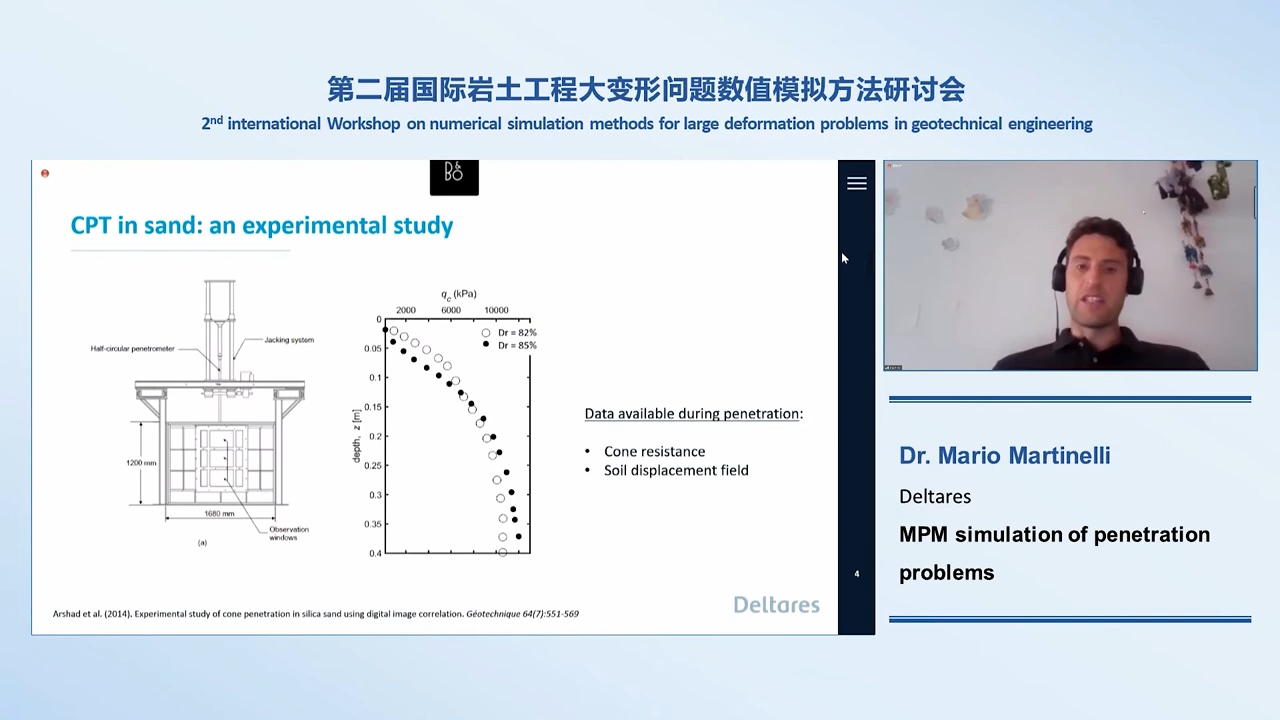 第二届国际岩土工程大变形问题数值模拟方法研讨会
2nd international Workshop on numerical simulation methods for large deformation problems in geotechnical engineering
B&O
CPT in sand: an experimental study
Half-circular penetrometer
Jacking system
1200 mm
1680 mm
Observation
windows
(a)
qc (kPa)
2000 6000 10000
Dr = 82%
Dr = 85%
0
0.05
0.1
0.15
0.2
0.25
0.3
0.35
0.4
depth, z [m]
Data available during penetration:
• Cone resistance
• Soil displacement field
4
Deltares
Arshad et al. (2014). Experimental study of cone penetration in silica sand using digital image correlation. Géotechnique 64(7):551-569
Dr. Mario Martinelli
Deltares
MPM simulation of penetration
problems